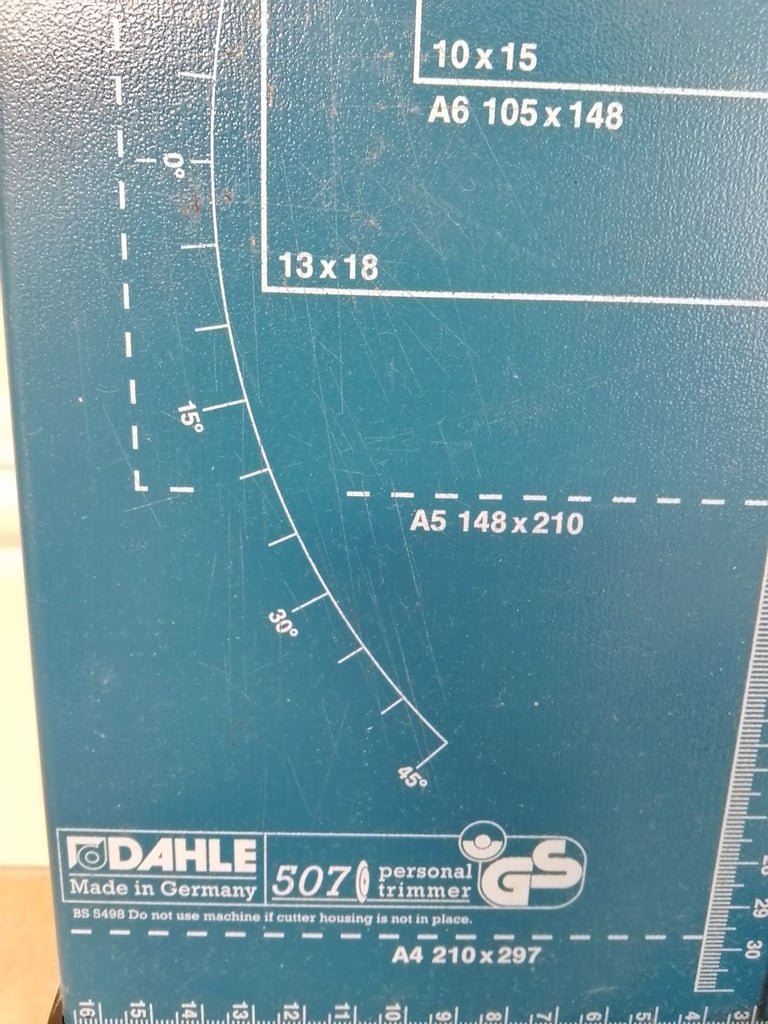 10 x 15
A6 105 x 148
0°
13 x 18
15°
A5 148 x 210
30°
45°
DAHLE
Made in Germany
507 personal trimmer
GS
BS 5498 Do not use machine if cutter housing is not in place.
A4 210 x 297
29
30
16 15 14 13 12 11 10 9 8 7 6 5 4 3